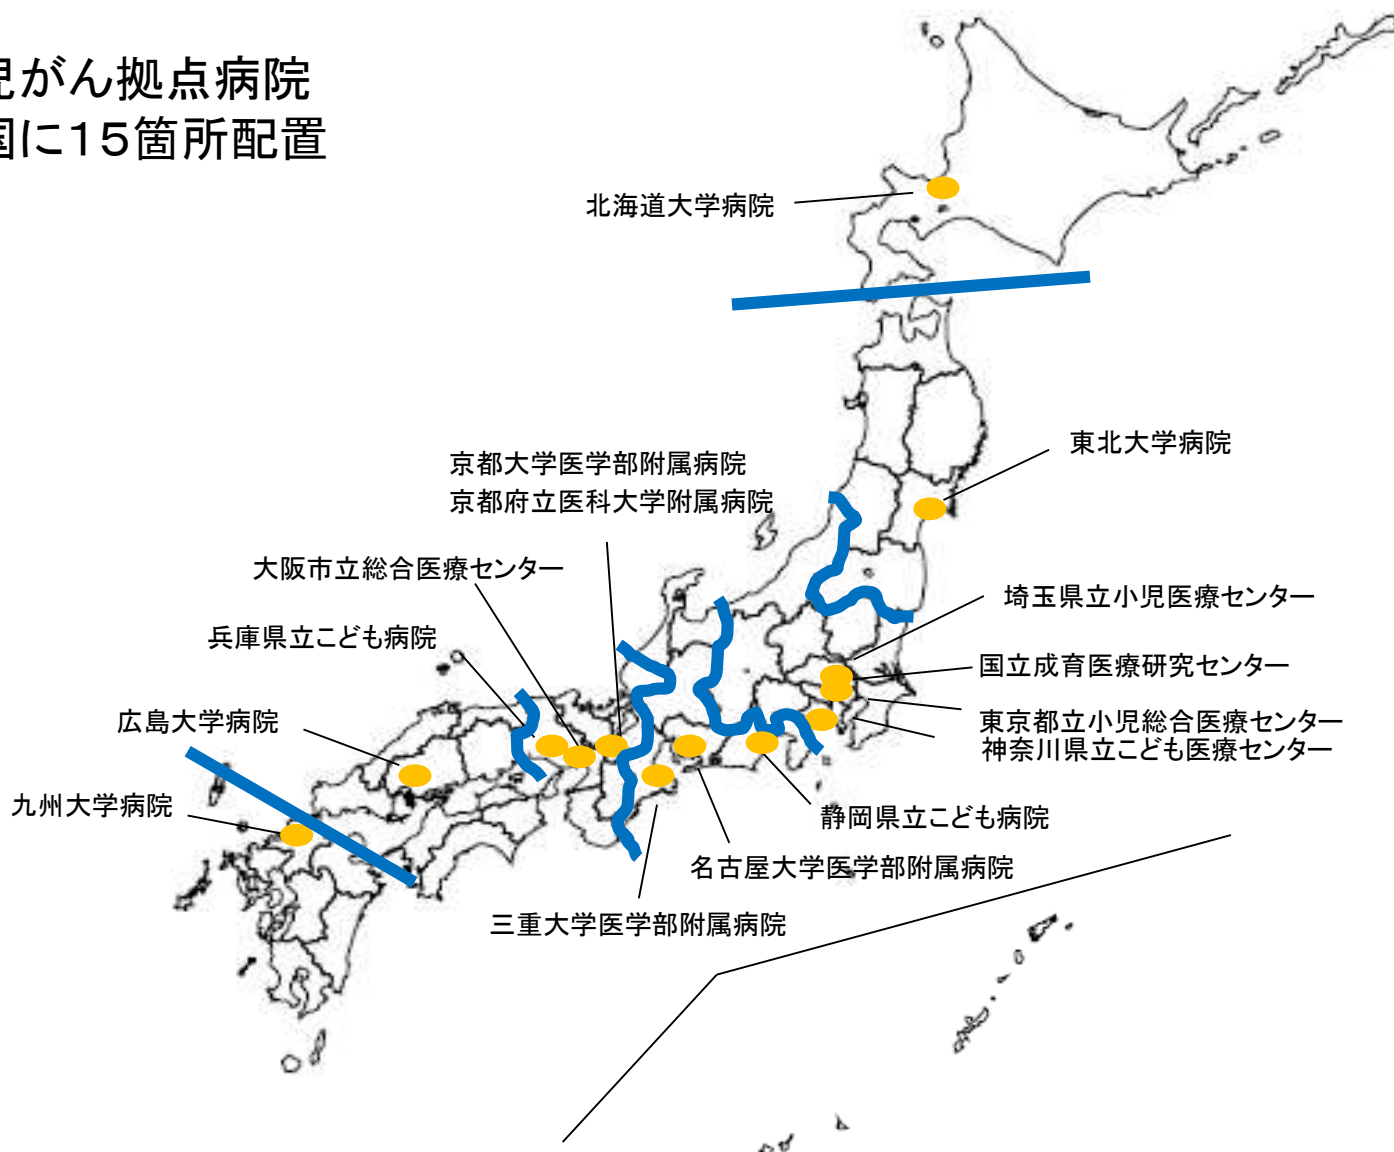 児がん拠点病院
国に１５箇所配置
北海道大学病院
東北大学病院
京都大学医学部附属病院
京都府立医科大学附属病院
大阪市立総合医療センター
埼玉県立小児医療センター
兵庫県立こども病院
国立成育医療研究センター
広島大学病院
東京都立小児総合医療センター
神奈川県立こども医療センター
九州大学病院
静岡県立こども病院
名古屋大学医学部附属病院
三重大学医学部附属病院